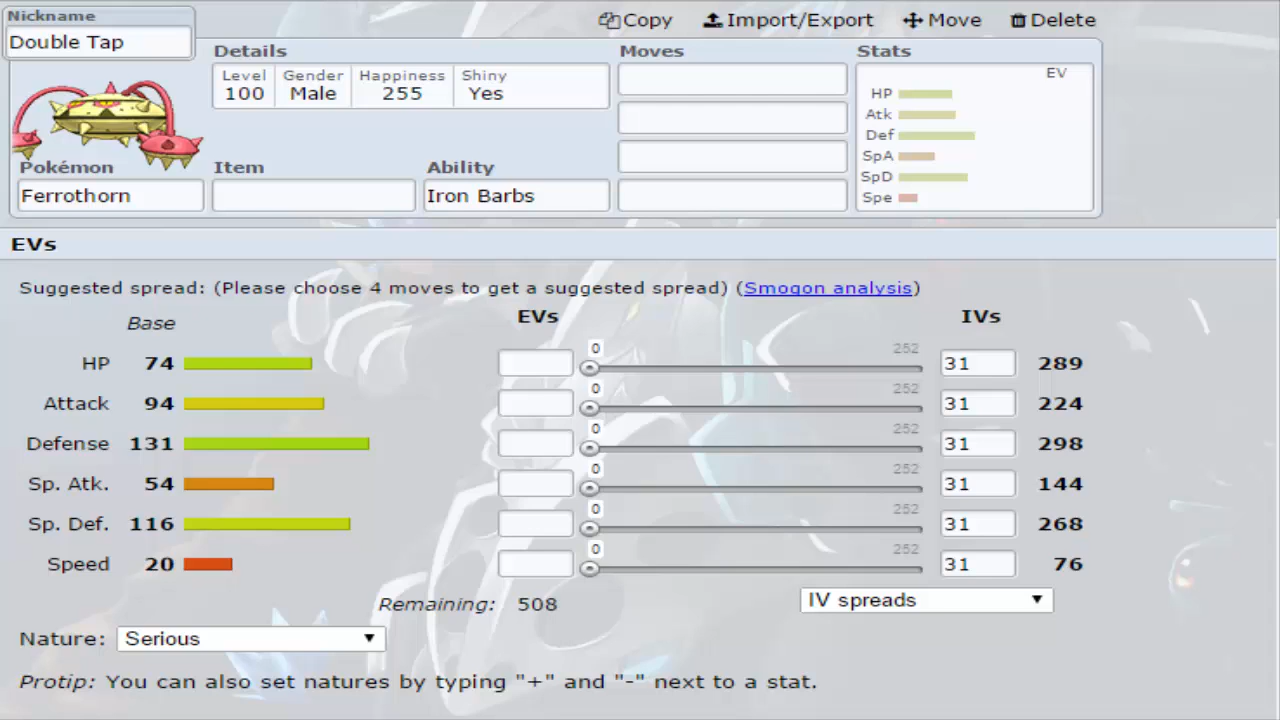 Nickname
Double Tap
Copy Import/Export Move Delete
Details
Level Gender Happiness Shiny
100 Male 255 Yes
Moves
Stats
EV
HP
Atk
Def
SpA
SpD
Spe
Pokémon Item Ability
Ferrothorn Iron Barbs
EVs
Suggested spread: (Please choose 4 moves to get a suggested spread) (Smogon analysis)
Base EVs IVs
HP 74 0 252 31 289
Attack 94 0 252 31 224
Defense 131 0 252 31 298
Sp. Atk. 54 0 252 31 144
Sp. Def. 116 0 252 31 268
Speed 20 0 252 31 76
Remaining: 508 IV spreads
Nature: Serious
Protip: You can also set natures by typing "+" and "-" next to a stat.